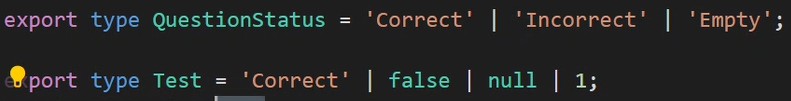 export type QuestionStatus = 'Correct' | 'Incorrect' | 'Empty';
export type Test = 'Correct' | false | null | 1;